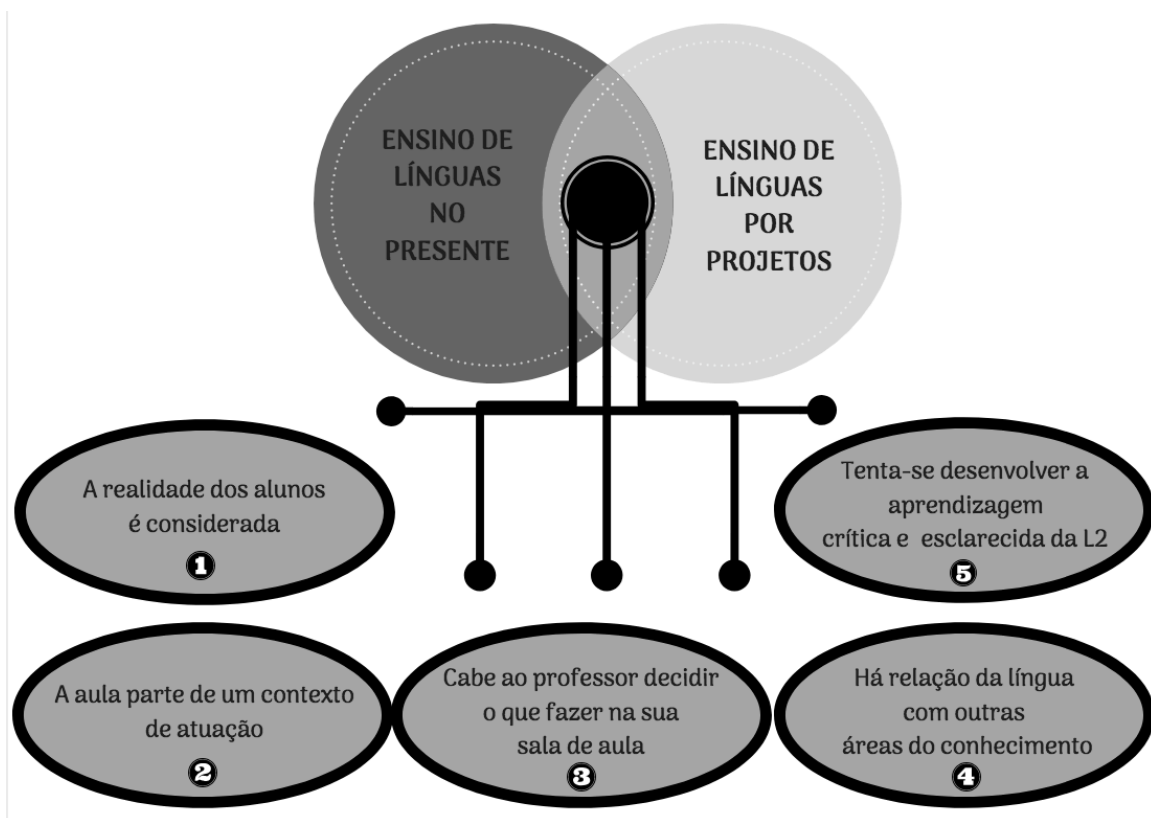 ENSINO DE
LÍNGUAS
NO
PRESENTE
ENSINO DE
LÍNGUAS
POR
PROJETOS
A realidade dos alunos
é considerada
1
A aula parte de um contexto
de atuação
2
Cabe ao professor decidir
o que fazer na sua
sala de aula
3
Há relação da língua
com outras
áreas do conhecimento
4
Tenta-se desenvolver a
aprendizagem
crítica e esclarecida da L2
5